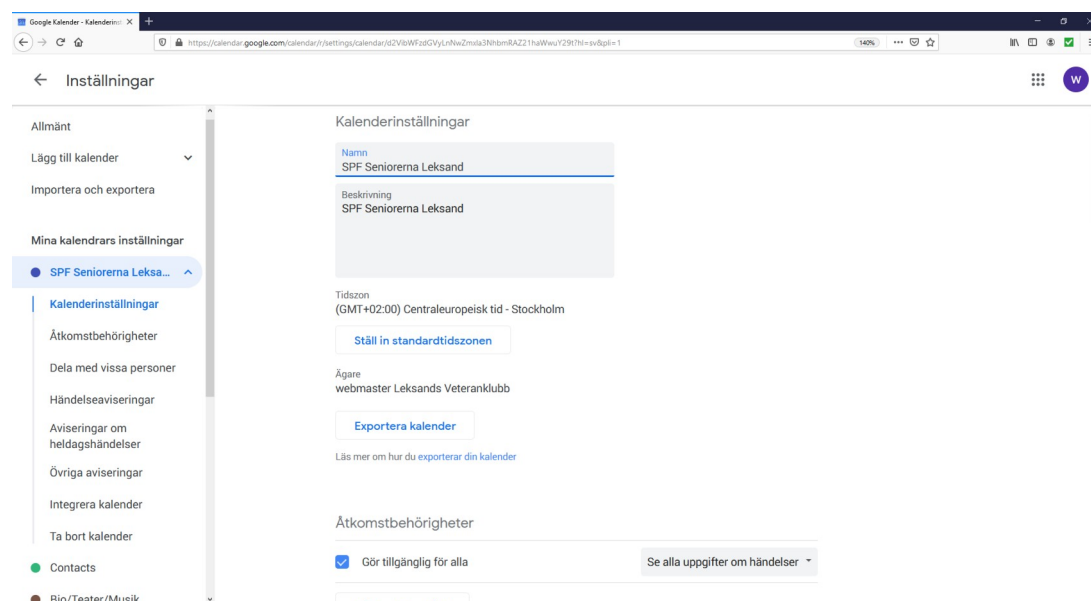 Google Kalender - Kalenderinst
https://calendar.google.com/calendar/r/settings/calendar/d2VibWFzdGVyLnNwZmxla3NhbmRAZ21haWwuY29t?hl=sv&pli=1
140%
Inställningar
W
Allmänt
Lägg till kalender
Importera och exportera
Mina kalendrars inställningar
SPF Seniorerna Leksa...
Kalenderinställningar
Åtkomstbehörigheter
Dela med vissa personer
Händelseaviseringar
Aviseringar om
heldagshändelser
Övriga aviseringar
Integrera kalender
Ta bort kalender
Contacts
Bio/Teater/Musik
Kalenderinställningar
Namn
SPF Seniorerna Leksand
Beskrivning
SPF Seniorerna Leksand
Tidszon
(GMT+02:00) Centraleuropeisk tid - Stockholm
Ställ in standardtidszonen
Ägare
webmaster Leksands Veteranklubb
Exportera kalender
Läs mer om hur du exporterar din kalender
Åtkomstbehörigheter
Gör tillgänglig för alla
Se alla uppgifter om händelser